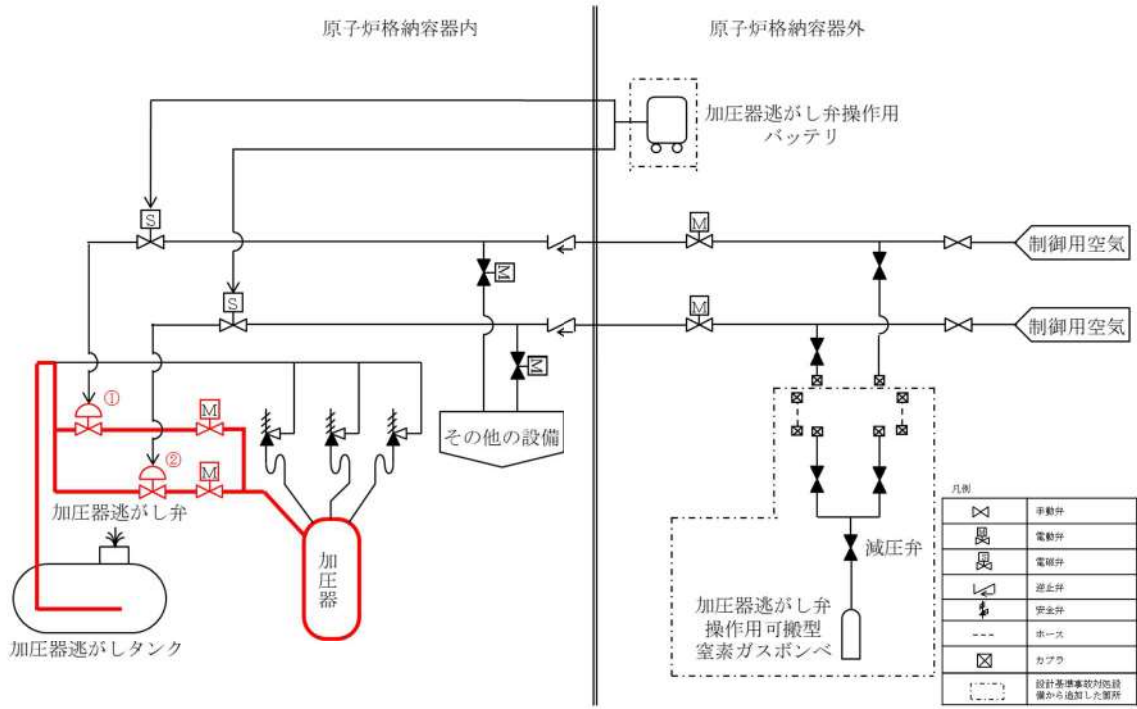 原子炉格納容器内
原子炉格納容器外
加圧器逃がし弁操作用
バッテリ
S
M
制御用空気
M
S
M
制御用空気
M
①
M
その他の設備
②
M
加圧器逃がし弁
加圧器
減圧弁
加圧器逃がし弁
操作用可搬型
窒素ガスボンベ
加圧器逃がしタンク
凡例
手動弁
M
電動弁
S
電磁弁
逆止弁
安全弁
ホース
カプラ
設計基準事故対処設
備から追加した箇所